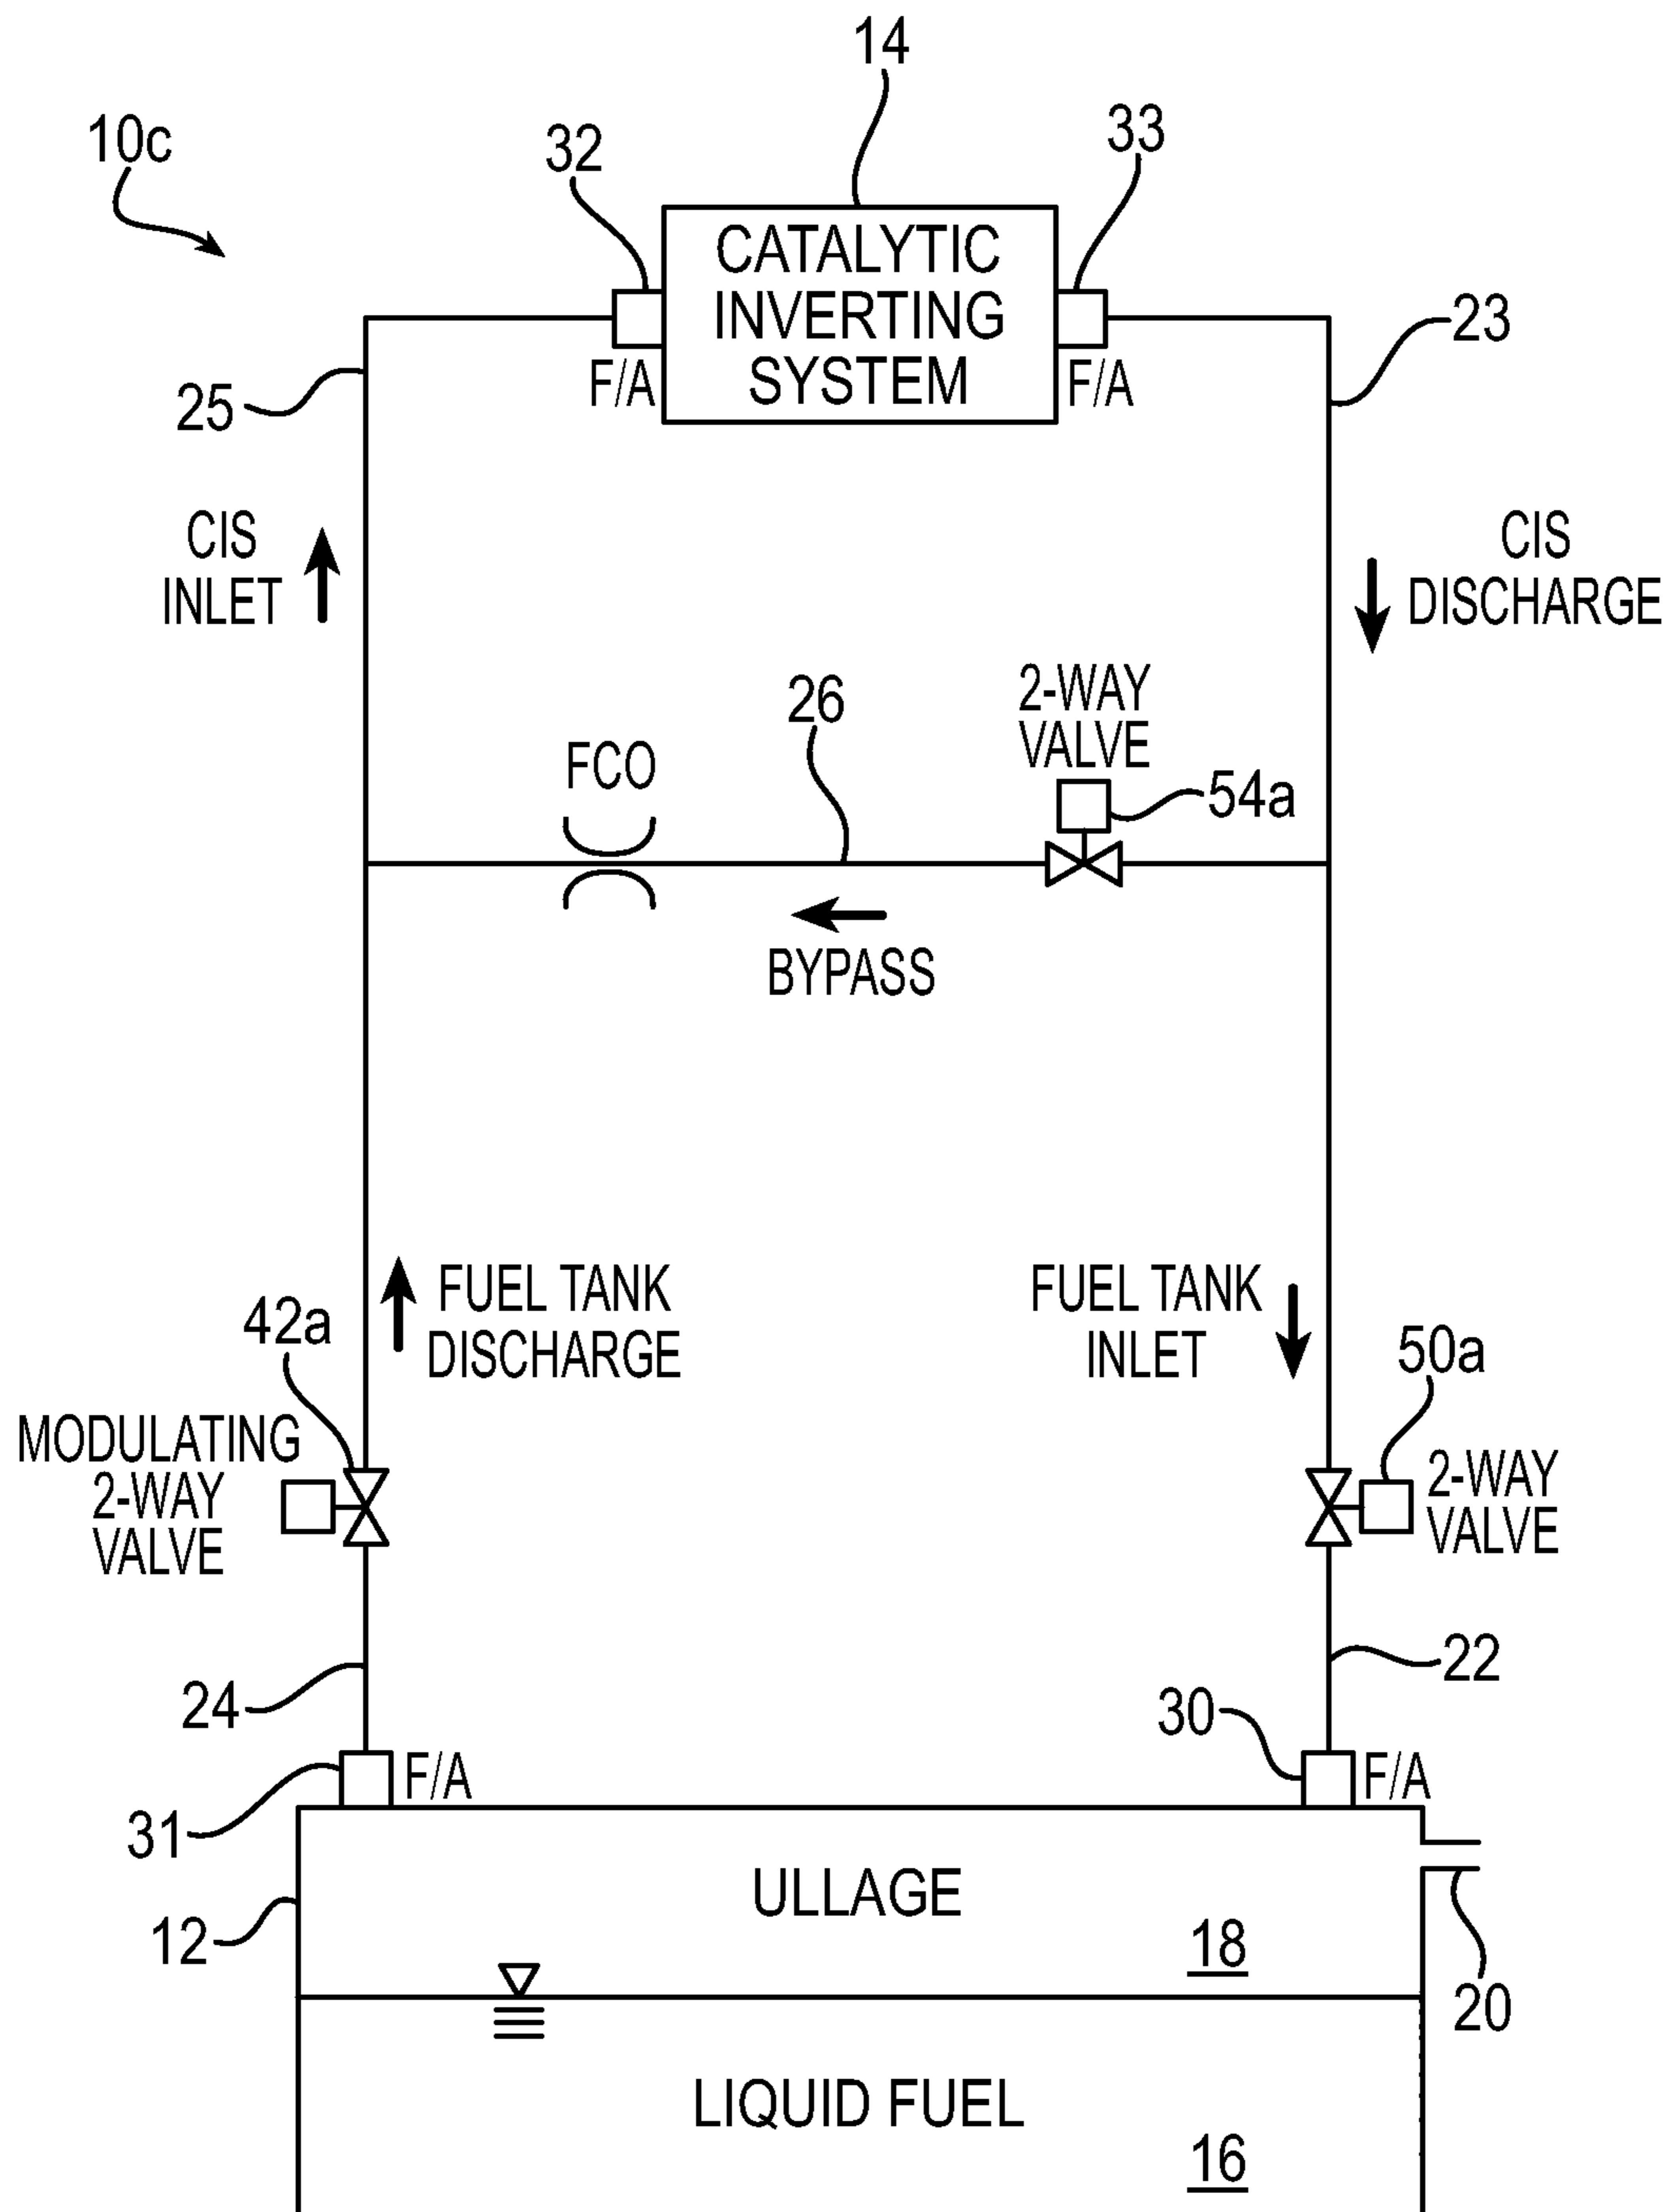 14
10c
32
33
CATALYTIC
INVERTING
SYSTEM
F/A
F/A
23
25
CIS
INLET
CIS
DISCHARGE
2-WAY
VALVE
26
FCO
54a
BYPASS
FUEL TANK
DISCHARGE
FUEL TANK
INLET
42a
50a
MODULATING
2-WAY
VALVE
2-WAY
VALVE
24
22
30
31
F/A
F/A
ULLAGE
12
18
20
LIQUID FUEL
16